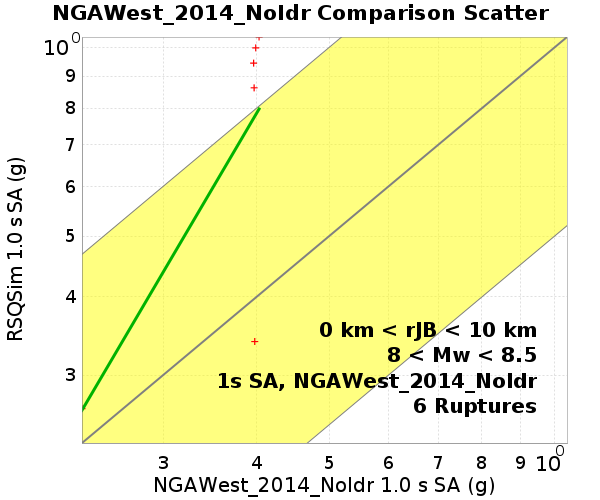 NGAWest_2014_NoIdr Comparison Scatter
10⁰
9
8
7
6
5
4
3
RSQSim 1.0 s SA (g)
0 km < rJB < 10 km
8 < Mw < 8.5
1s SA, NGAWest_2014_NoIdr
6 Ruptures
3 4 5 6 7 8 9 10⁰
NGAWest_2014_NoIdr 1.0 s SA (g)